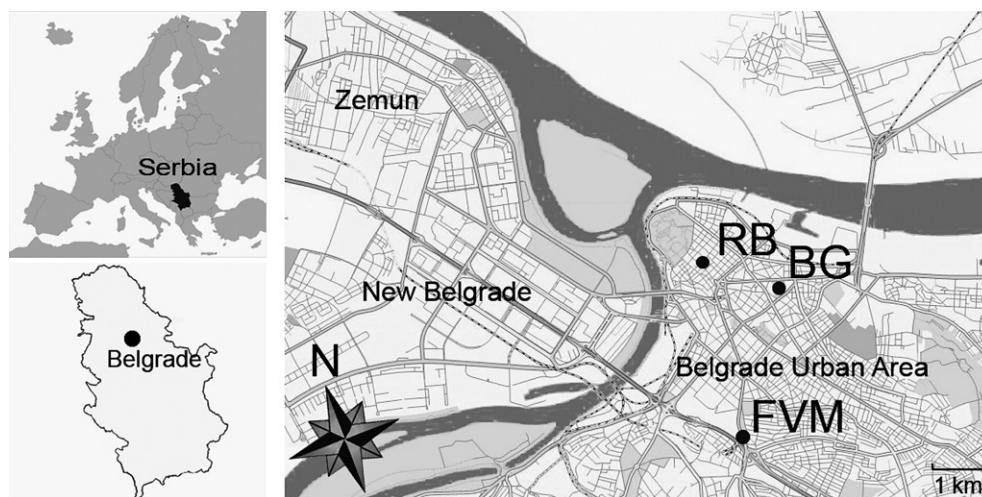 Serbia
Belgrade
Zemun
New Belgrade
N
RB
BG
Belgrade Urban Area
FVM
1 km